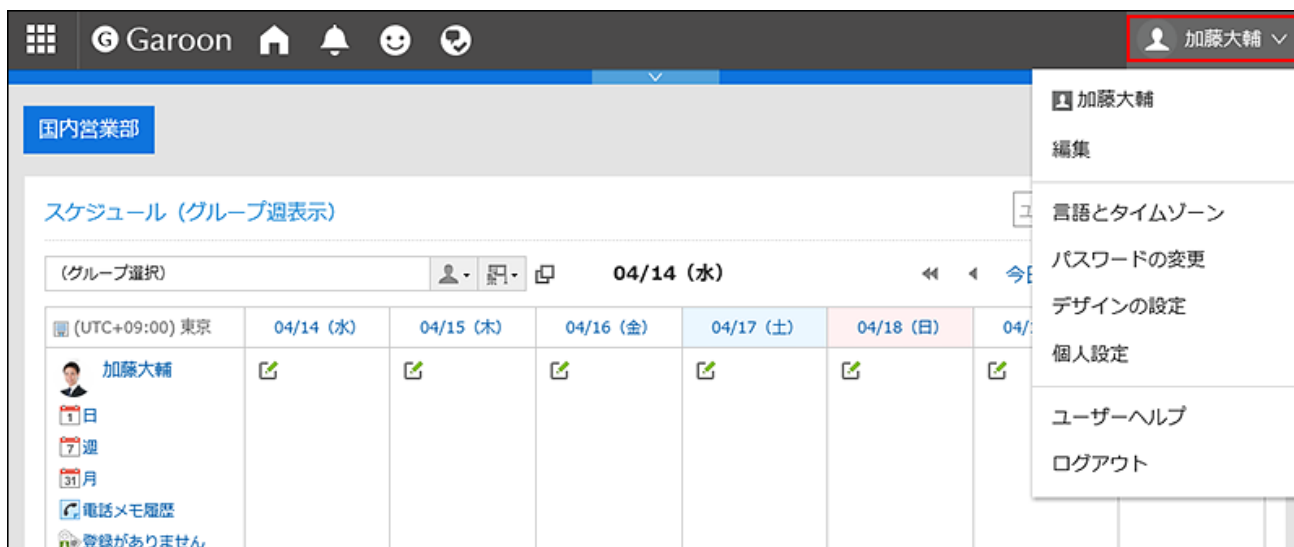 Garoon
加藤大輔
加藤大輔
編集
言語とタイムゾーン
パスワードの変更
デザインの設定
個人設定
ユーザーヘルプ
ログアウト
国内営業部
スケジュール（グループ週表示）
（グループ選択）
04/14（水）
今日
(UTC+09:00) 東京
04/14（水）
04/15（木）
04/16（金）
04/17（土）
04/18（日）
04/
加藤大輔
1 日
7 週
31 月
電話メモ履歴
登録がありません